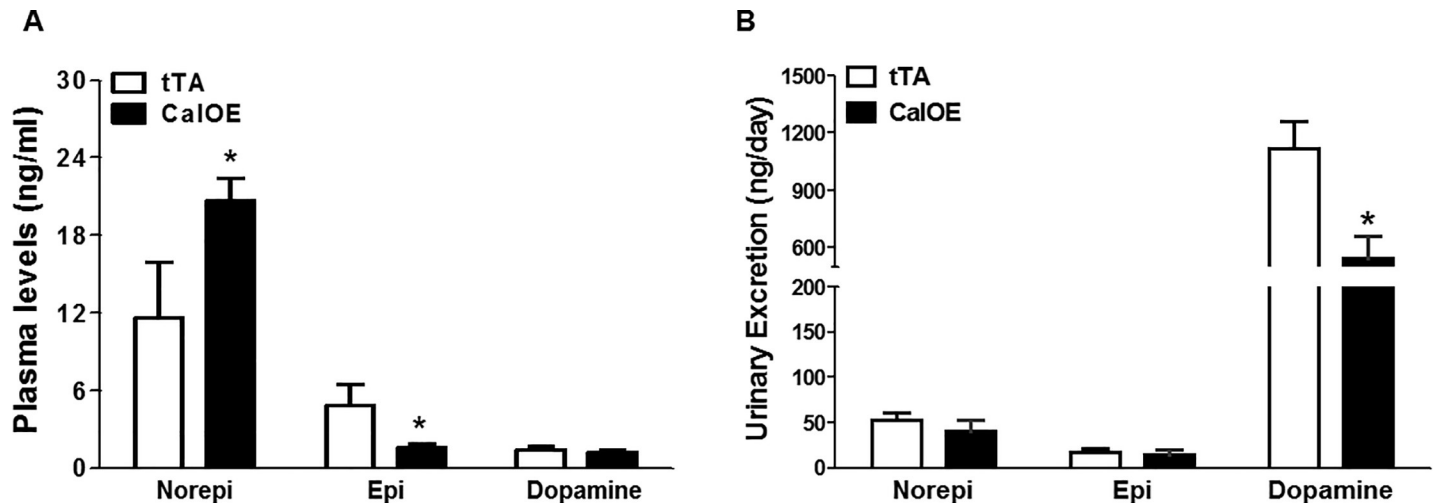 A
Plasma levels (ng/ml)
30
24
18
12
6
0
tTA
CalOE
*
*
Norepi Epi Dopamine
B
Urinary Excretion (ng/day)
1500
1200
900
600
200
150
100
50
0
tTA
CalOE
*
Norepi Epi Dopamine